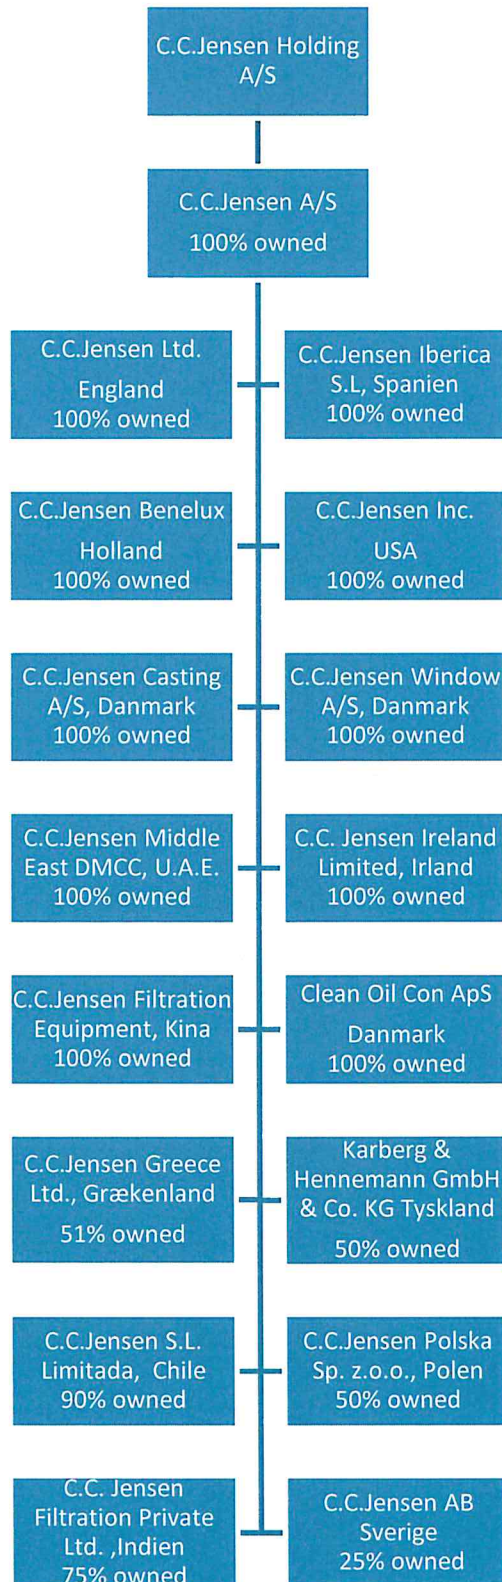 C.C.Jensen Holding
A/S
C.C.Jensen A/S
100% owned
C.C.Jensen Ltd.
England
100% owned
C.C.Jensen Iberica
S.L, Spanien
100% owned
C.C.Jensen Benelux
Holland
100% owned
C.C.Jensen Inc.
USA
100% owned
C.C.Jensen Casting
A/S, Danmark
100% owned
C.C.Jensen Window
A/S, Danmark
100% owned
C.C.Jensen Middle
East DMCC, U.A.E.
100% owned
C.C. Jensen Ireland
Limited, Irland
100% owned
C.C.Jensen Filtration
Equipment, Kina
100% owned
Clean Oil Con ApS
Danmark
100% owned
C.C.Jensen Greece
Ltd., Grækenland
51% owned
Karberg &
Hennemann GmbH
& Co. KG Tyskland
50% owned
C.C.Jensen S.L.
Limitada, Chile
90% owned
C.C.Jensen Polska
Sp. z.o.o., Polen
50% owned
C.C. Jensen
Filtration Private
Ltd. ,Indien
75% owned
C.C.Jensen AB
Sverige
25% owned